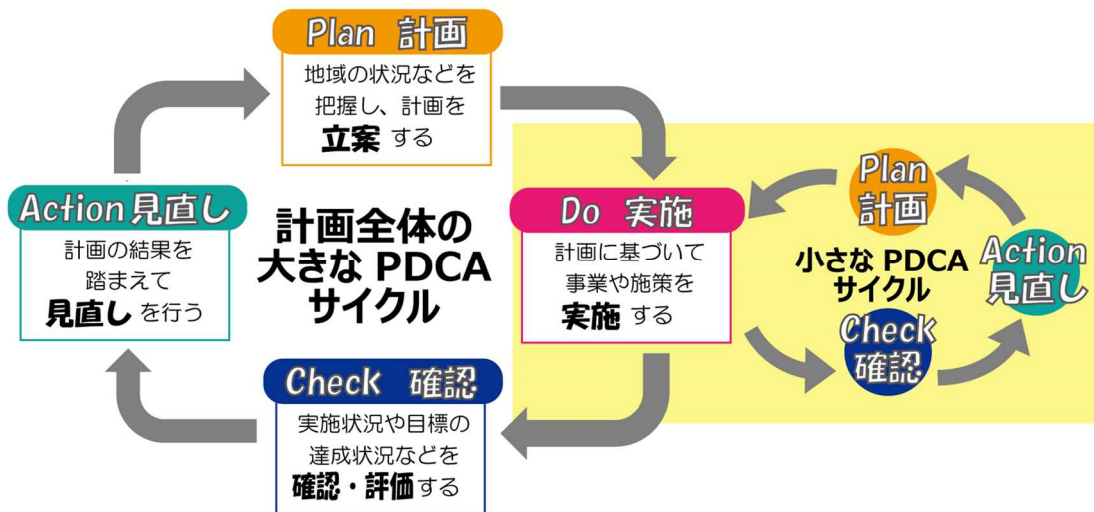 Plan 計画
地域の状況などを
把握し、計画を
立案 する
Action 見直し
計画の結果を
踏まえて
見直し を行う
計画全体の
大きな PDCA
サイクル
Do 実施
計画に基づいて
事業や施策を
実施 する
Check 確認
実施状況や目標の
達成状況などを
確認・評価する
Plan
計画
小さな PDCA
サイクル
Action
見直し
Check
確認